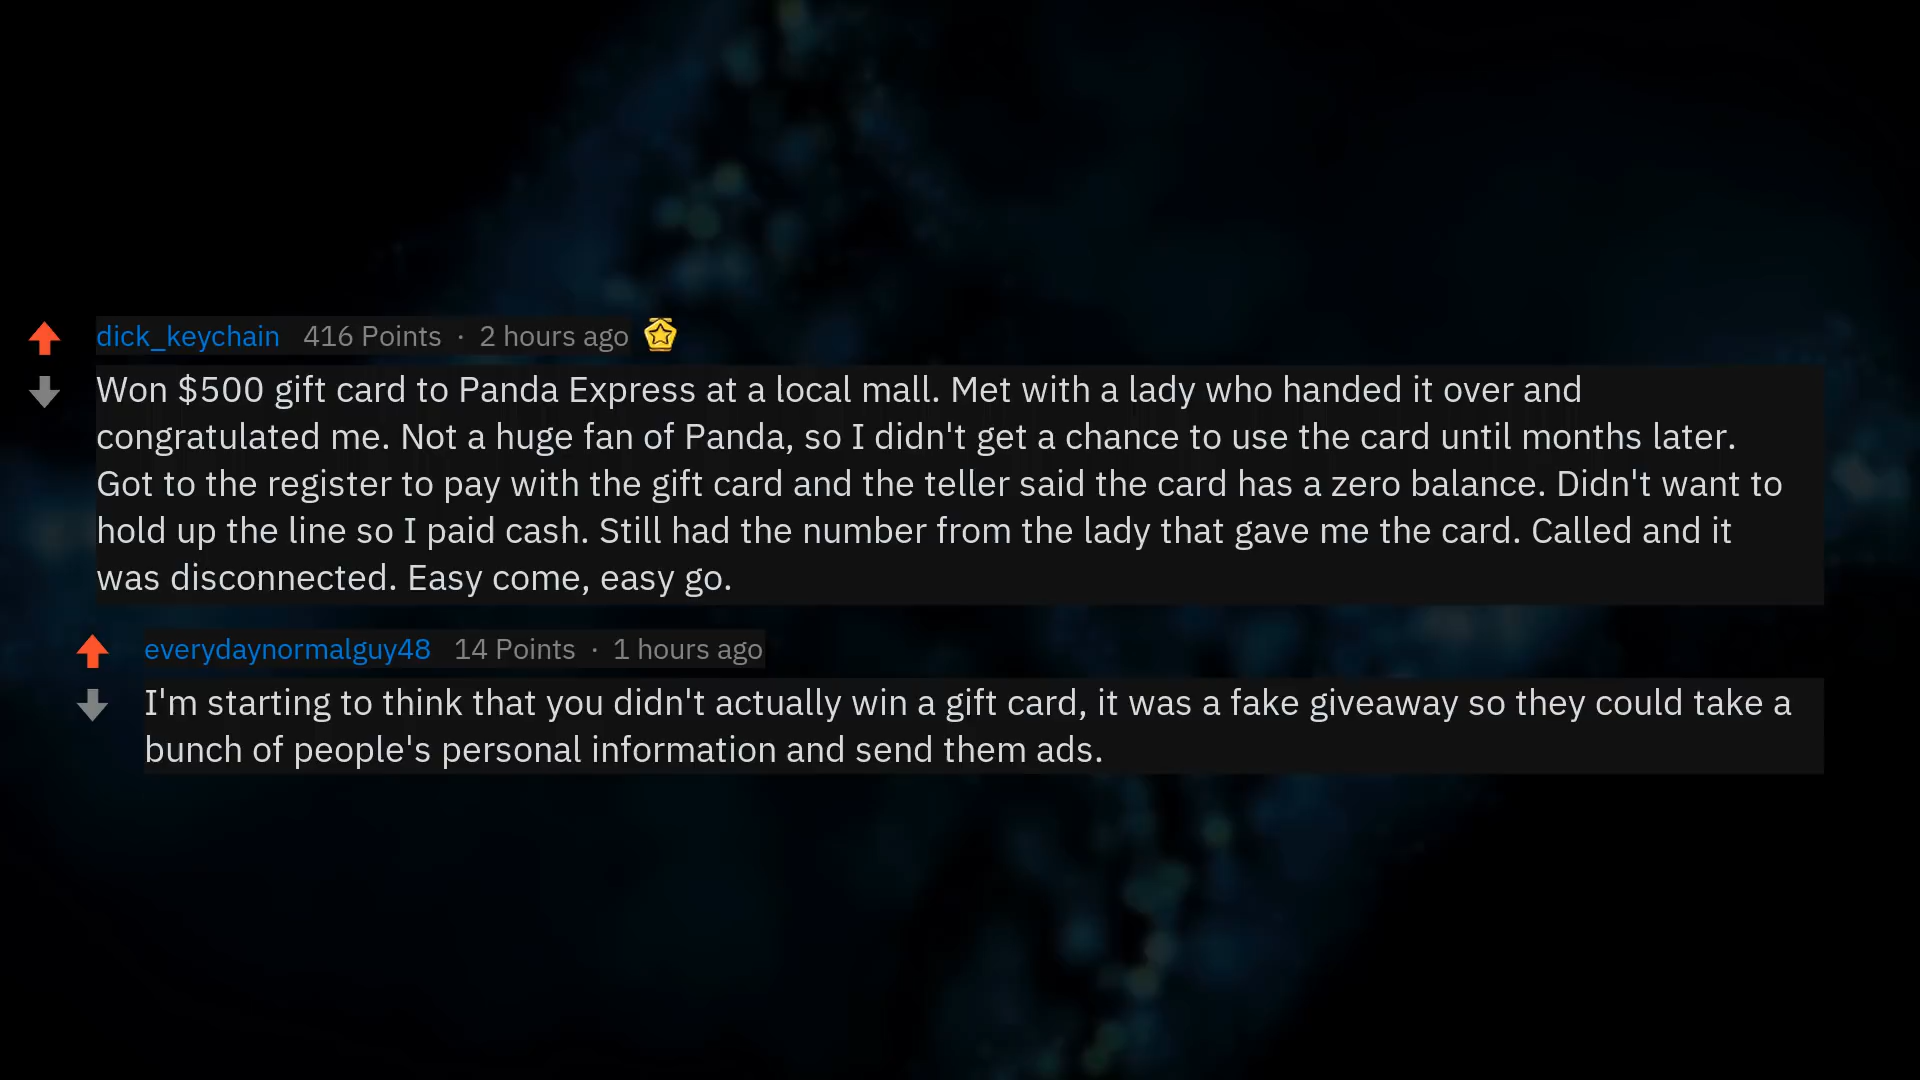 dick_keychain 416 Points · 2 hours ago
Won $500 gift card to Panda Express at a local mall. Met with a lady who handed it over and
congratulated me. Not a huge fan of Panda, so I didn't get a chance to use the card until months later.
Got to the register to pay with the gift card and the teller said the card has a zero balance. Didn't want to
hold up the line so I paid cash. Still had the number from the lady that gave me the card. Called and it
was disconnected. Easy come, easy go.
everydaynormalguy48 14 Points · 1 hours ago
I'm starting to think that you didn't actually win a gift card, it was a fake giveaway so they could take a
bunch of people's personal information and send them ads.